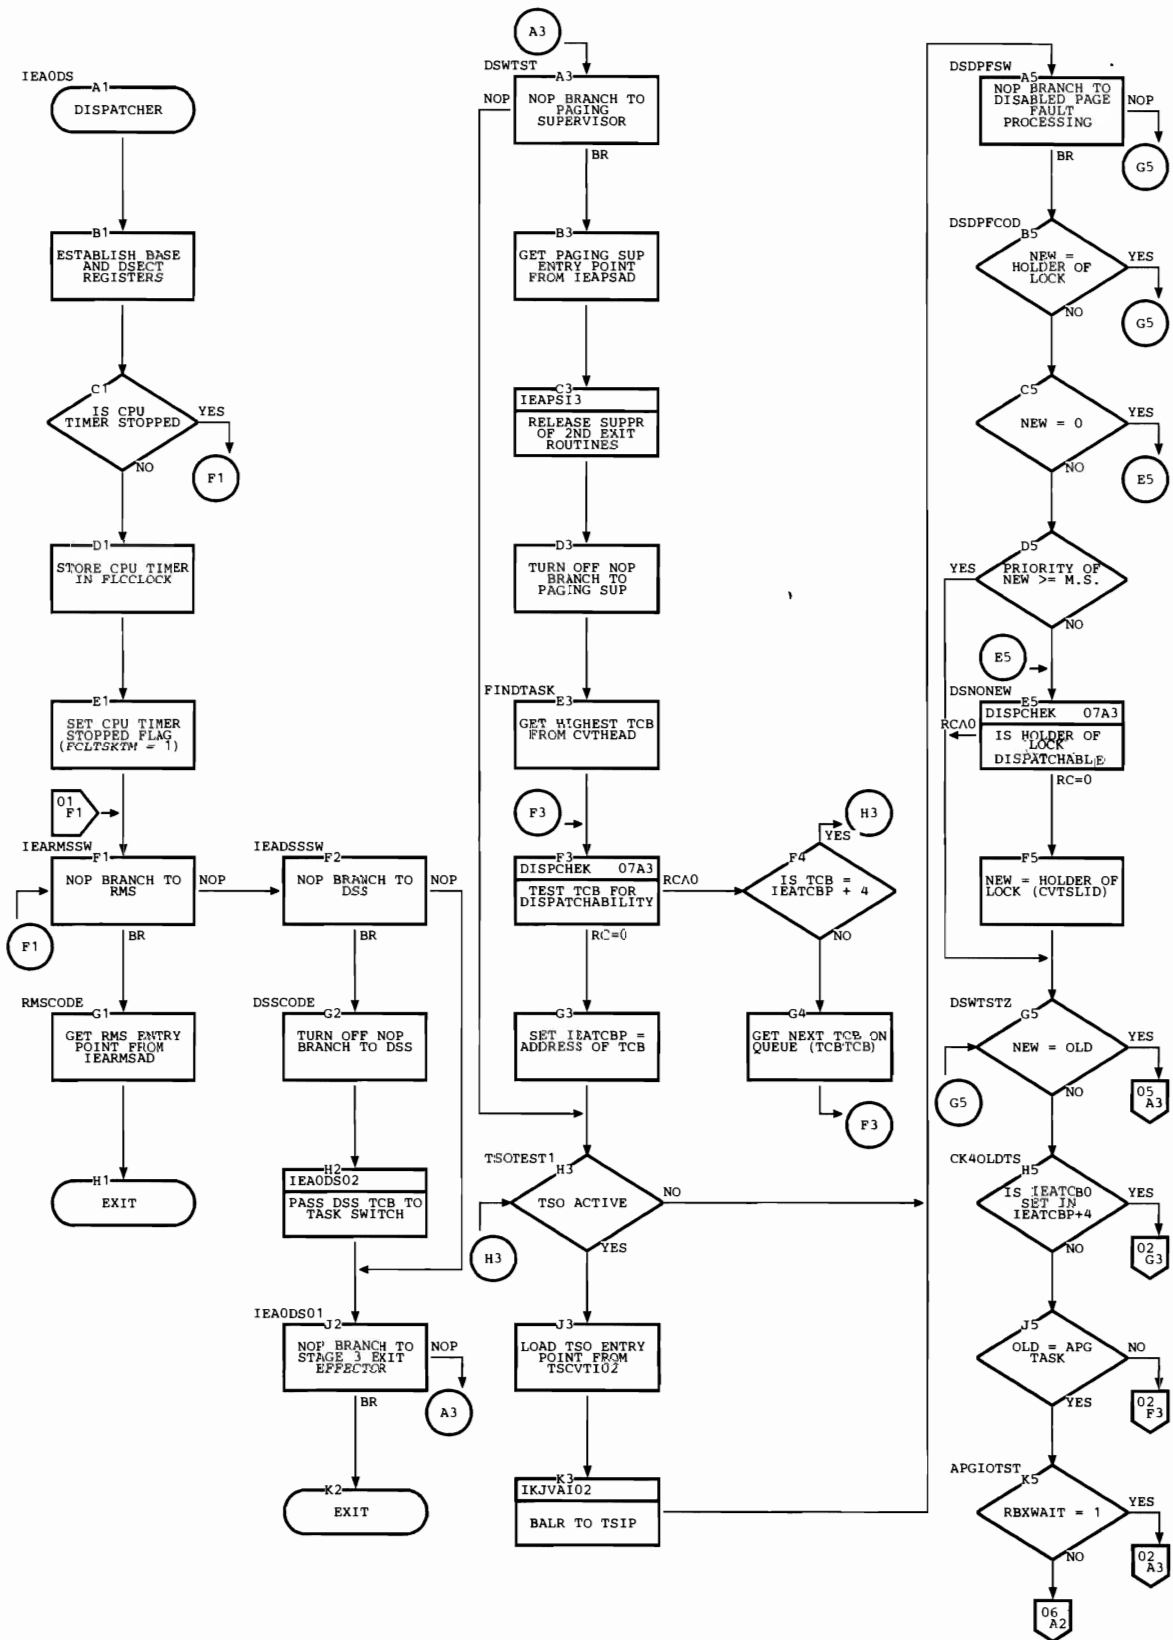 IEA0DS
A1
DISPATCHER
B1
ESTABLISH BASE
AND DSECT
REGISTERS
C1
IS CPU
TIMER STOPPED
YES
F1
NO
D1
STORE CPU TIMER
IN FLCCLOCK
E1
SET CPU TIMER
STOPPED FLAG
(FCLTSKTM = 1)
01
F1
IEARMSSW
F1
NOP BRANCH TO
RMS
NOP
F1
BR
RMSCODE
G1
GET RMS ENTRY
POINT FROM
IEARMSAD
H1
EXIT
IEADSSSW
F2
NOP BRANCH TO
DSS
NOP
BR
DSSCODE
G2
TURN OFF NOP
BRANCH TO DSS
H2
IEA0DS02
PASS DSS TCB TO
TASK SWITCH
IEA0DS01
J2
NOP BRANCH TO
STAGE 3 EXIT
EFFECTOR
NOP
A3
BR
K2
EXIT
A3
DSWTST
A3
NOP
NOP BRANCH TO
PAGING
SUPERVISOR
BR
B3
GET PAGING SUP
ENTRY POINT
FROM IEAPSAD
C3
IEAPSI3
RELEASE SUPPR
OF 2ND EXIT
ROUTINES
D3
TURN OFF NOP
BRANCH TO
PAGING SUP
FINDTASK
E3
GET HIGHEST TCB
FROM CVTHEAD
F3
F3
DISPCHEK 07A3
TEST TCB FOR
DISPATCHABILITY
RC∧0
RC=0
G3
SET IEATCBP =
ADDRESS OF TCB
TSOTEST1
H3
TSO ACTIVE
NO
H3
YES
J3
LOAD TSO ENTRY
POINT FROM
TSCVTI02
K3
IKJVAI02
BALR TO TSIP
H3
YES
F4
IS TCB =
IEATCBP + 4
NO
G4
GET NEXT TCB ON
QUEUE (TCBTCB)
F3
DSDPFSW
A5
NOP BRANCH TO
DISABLED PAGE
FAULT
PROCESSING
NOP
G5
BR
DSDPFCOD
B5
NEW =
HOLDER OF
LOCK
YES
G5
NO
C5
NEW = 0
YES
E5
NO
D5
YES
PRIORITY OF
NEW >= M.S.
NO
E5
DSNONEW
E5
DISPCHEK 07A3
RC∧0
IS HOLDER OF
LOCK
DISPATCHABLE
RC=0
F5
NEW = HOLDER OF
LOCK (CVTSLID)
DSWTSTZ
G5
NEW = OLD
YES
05
A3
G5
NO
CK4OLDTS
H5
IS IEATCB0
SET IN
IEATCBP+4
YES
02
G3
NO
J5
OLD = APG
TASK
NO
02
F3
YES
APGIOTST
K5
RBXWAIT = 1
YES
02
A3
NO
06
A2